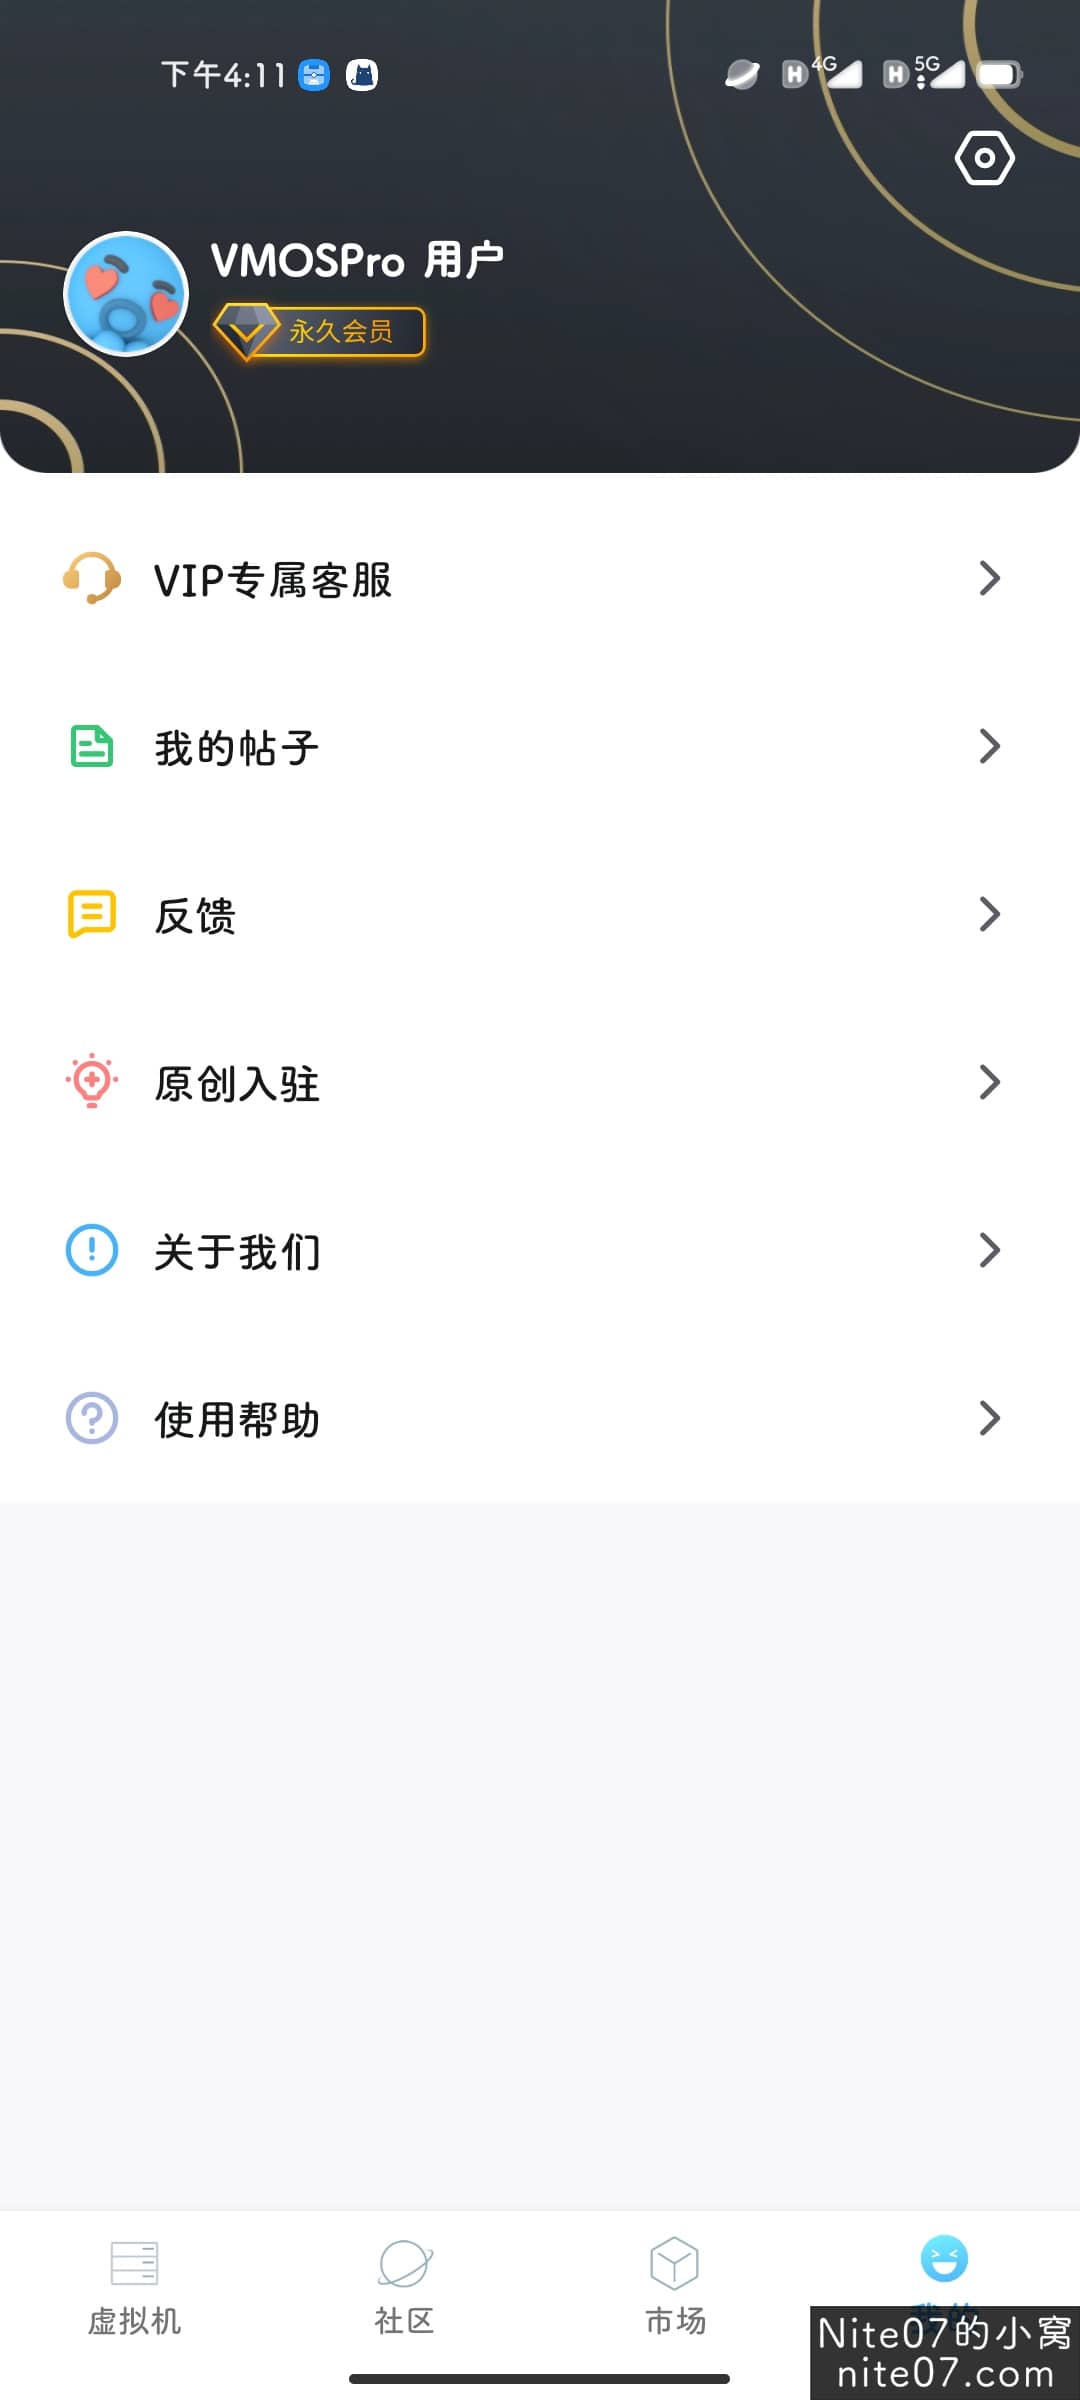 下午4:11
4G
5G
VMOSPro 用户
永久会员
VIP专属客服
我的帖子
反馈
原创入驻
关于我们
使用帮助
虚拟机
社区
市场
我的
Nite07的小窝
nite07.com